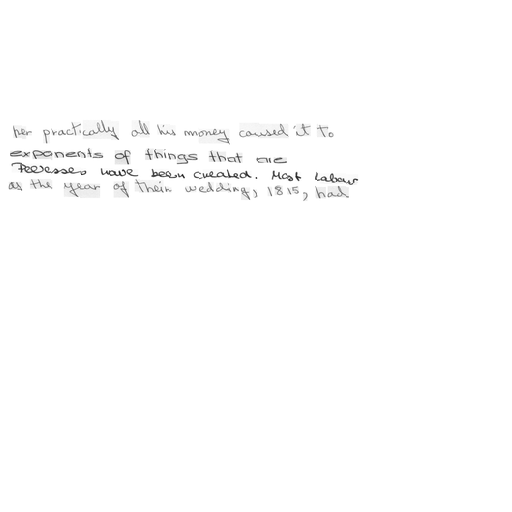 her practically all his money caused it to
exponents of things that are
Peeresses have been created. Most Labour
as the year of their wedding, 1815, had